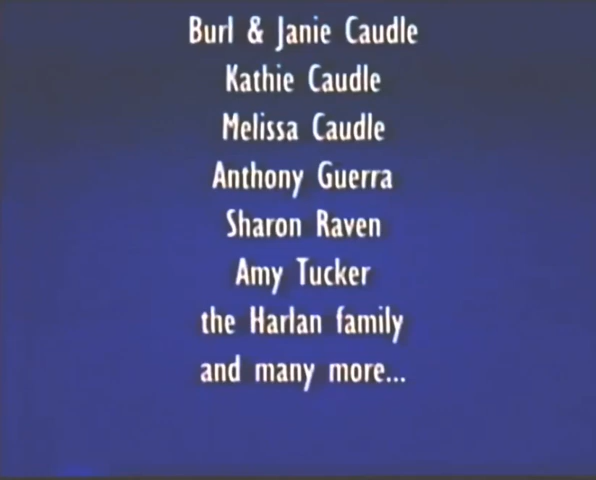 Burl & Janie Caudle
Kathie Caudle
Melissa Caudle
Anthony Guerra
Sharon Raven
Amy Tucker
the Harlan family
and many more...